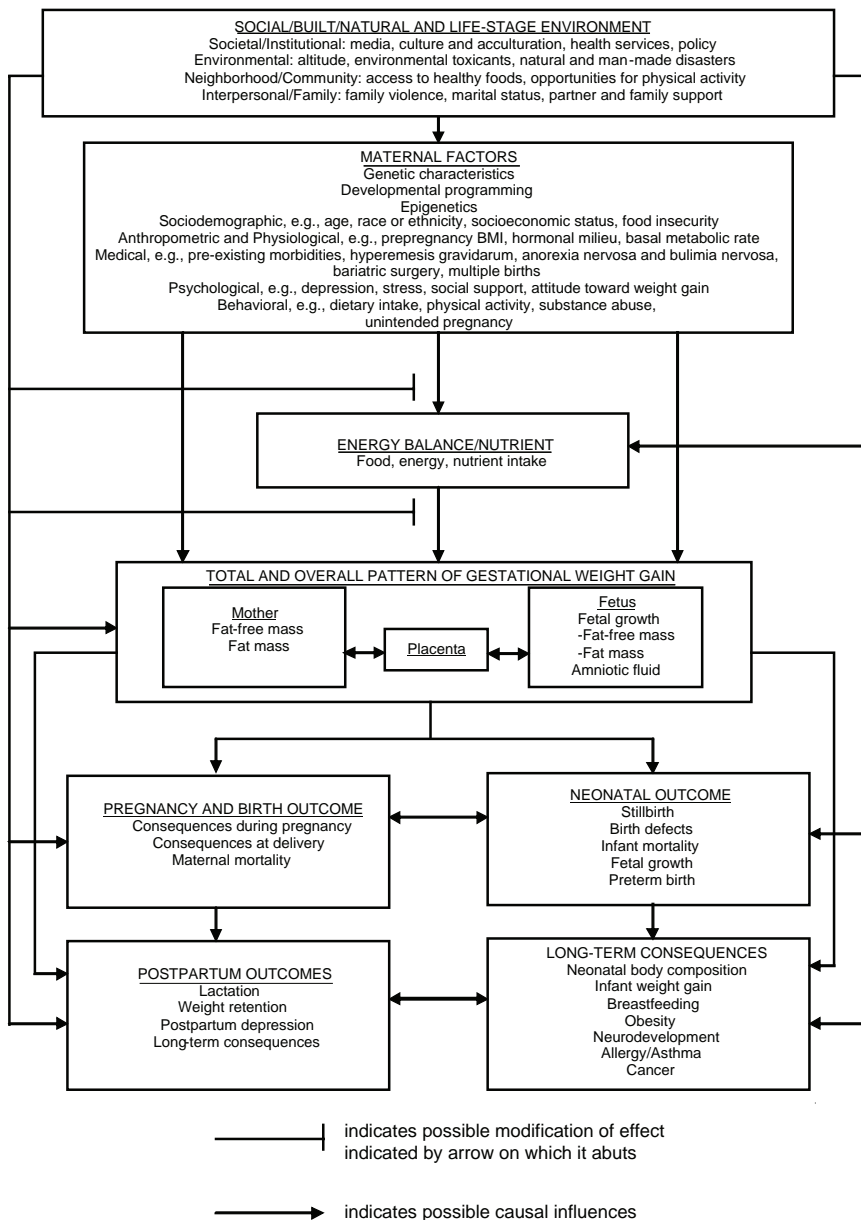 SOCIAL/BUILT/NATURAL AND LIFE-STAGE ENVIRONMENT
Societal/Institutional: media, culture and acculturation, health services, policy
Environmental: altitude, environmental toxicants, natural and man-made disasters
Neighborhood/Community: access to healthy foods, opportunities for physical activity
Interpersonal/Family: family violence, marital status, partner and family support
MATERNAL FACTORS
Genetic characteristics
Developmental programming
Epigenetics
Sociodemographic, e.g., age, race or ethnicity, socioeconomic status, food insecurity
Anthropometric and Physiological, e.g., prepregnancy BMI, hormonal milieu, basal metabolic rate
Medical, e.g., pre-existing morbidities, hyperemesis gravidarum, anorexia nervosa and bulimia nervosa,
bariatric surgery, multiple births
Psychological, e.g., depression, stress, social support, attitude toward weight gain
Behavioral, e.g., dietary intake, physical activity, substance abuse,
unintended pregnancy
ENERGY BALANCE/NUTRIENT
Food, energy, nutrient intake
TOTAL AND OVERALL PATTERN OF GESTATIONAL WEIGHT GAIN
Mother
Fat-free mass
Fat mass
Placenta
Fetus
Fetal growth
-Fat-free mass
-Fat mass
Amniotic fluid
PREGNANCY AND BIRTH OUTCOME
Consequences during pregnancy
Consequences at delivery
Maternal mortality
NEONATAL OUTCOME
Stillbirth
Birth defects
Infant mortality
Fetal growth
Preterm birth
POSTPARTUM OUTCOMES
Lactation
Weight retention
Postpartum depression
Long-term consequences
LONG-TERM CONSEQUENCES
Neonatal body composition
Infant weight gain
Breastfeeding
Obesity
Neurodevelopment
Allergy/Asthma
Cancer
indicates possible modification of effect
indicated by arrow on which it abuts
indicates possible causal influences